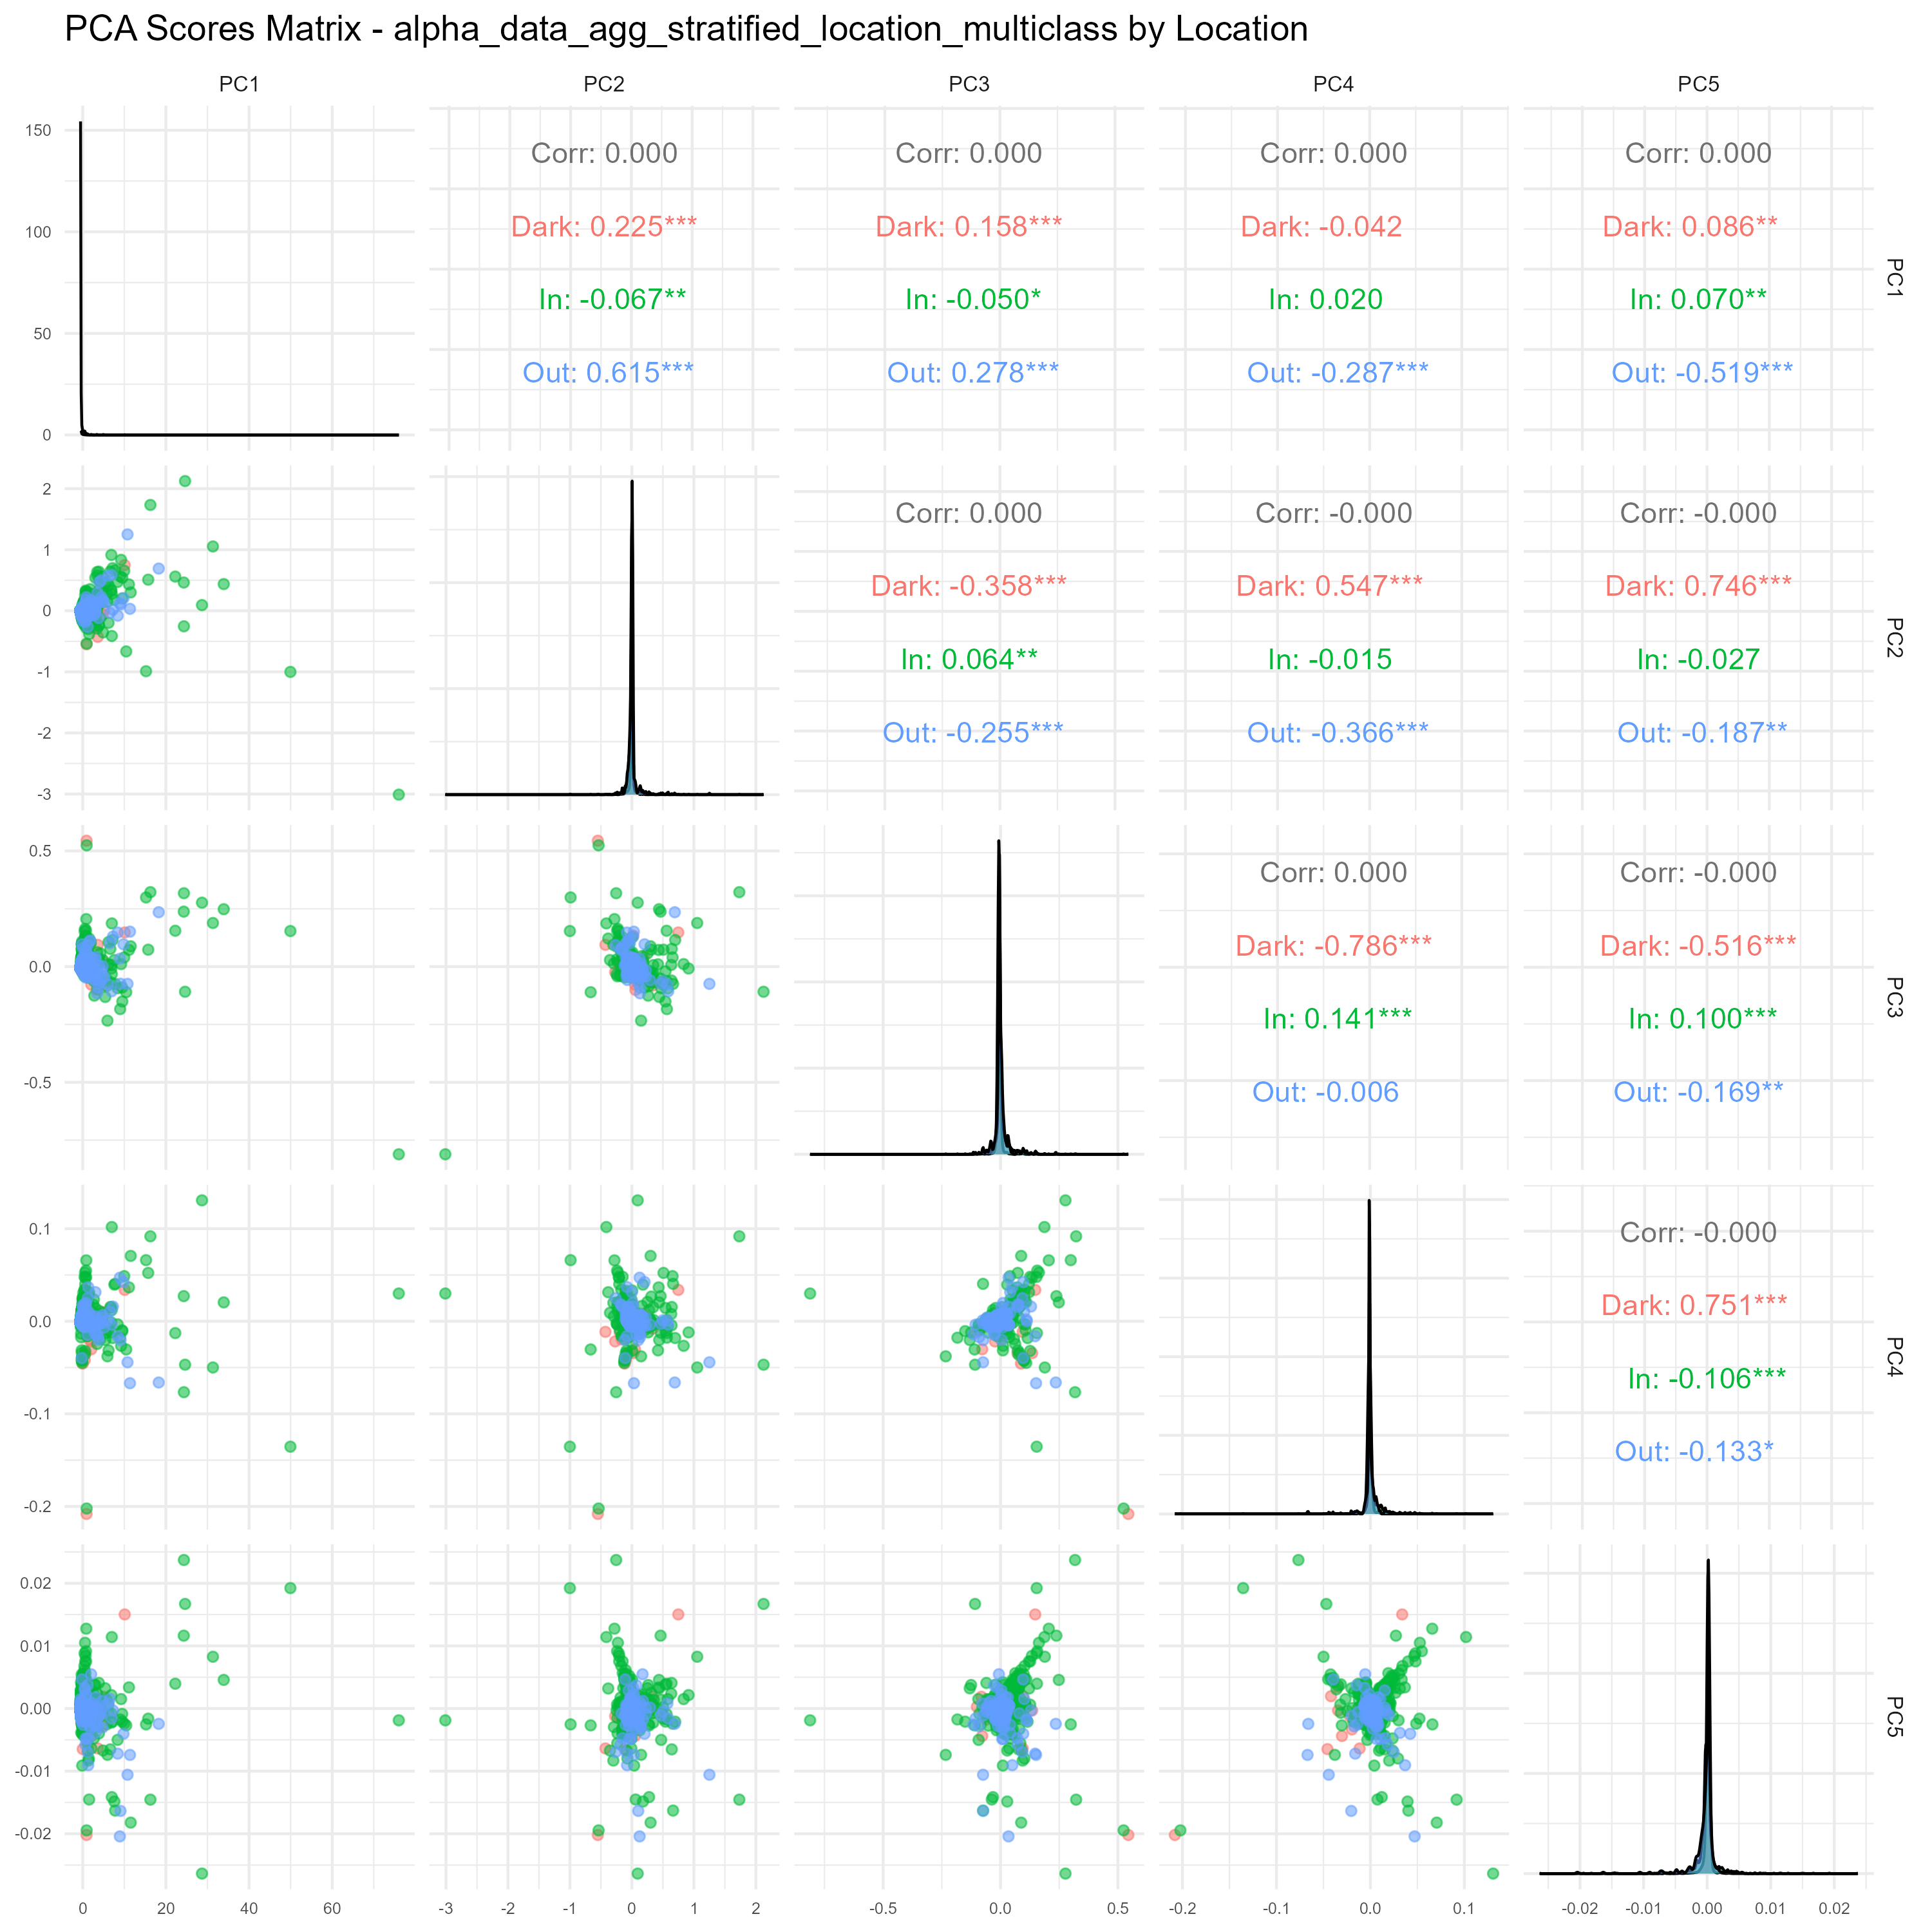 PCA Scores Matrix - alpha_data_agg_stratified_location_multiclass by Location
PC1 PC2 PC3 PC4 PC5
150
100
50
0
Corr: 0.000
Dark: 0.225***
In: -0.067**
Out: 0.615***
Corr: 0.000
Dark: 0.158***
In: -0.050*
Out: 0.278***
Corr: 0.000
Dark: -0.042
In: 0.020
Out: -0.287***
Corr: 0.000
Dark: 0.086**
In: 0.070**
Out: -0.519***
PC1
2
1
0
-1
-2
-3
Corr: 0.000
Dark: -0.358***
In: 0.064**
Out: -0.255***
Corr: -0.000
Dark: 0.547***
In: -0.015
Out: -0.366***
Corr: -0.000
Dark: 0.746***
In: -0.027
Out: -0.187**
PC2
0.5
0.0
-0.5
Corr: 0.000
Dark: -0.786***
In: 0.141***
Out: -0.006
Corr: -0.000
Dark: -0.516***
In: 0.100***
Out: -0.169**
PC3
0.1
0.0
-0.1
-0.2
Corr: -0.000
Dark: 0.751***
In: -0.106***
Out: -0.133*
PC4
0.02
0.01
0.00
-0.01
-0.02
PC5
0 20 40 60
-3 -2 -1 0 1 2
-0.5 0.0 0.5
-0.2 -0.1 0.0 0.1
-0.02 -0.01 0.00 0.01 0.02